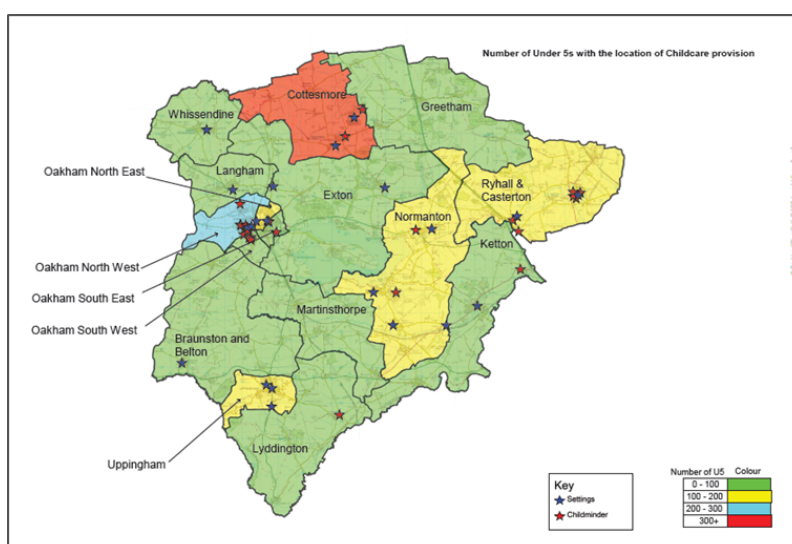 Number of Under 5s with the location of Childcare provision
Cottesmore
Greetham
Whissendine
Oakham North East
Langham
Exton
Ryhall &
Casterton
Normanton
Ketton
Oakham North West
Oakham South East
Martinsthorpe
Oakham South West
Braunston and
Belton
Uppingham
Lyddington
Key
Settings
Childminder
Number of U5 Colour
0 - 100
100 - 200
200 - 300
300+